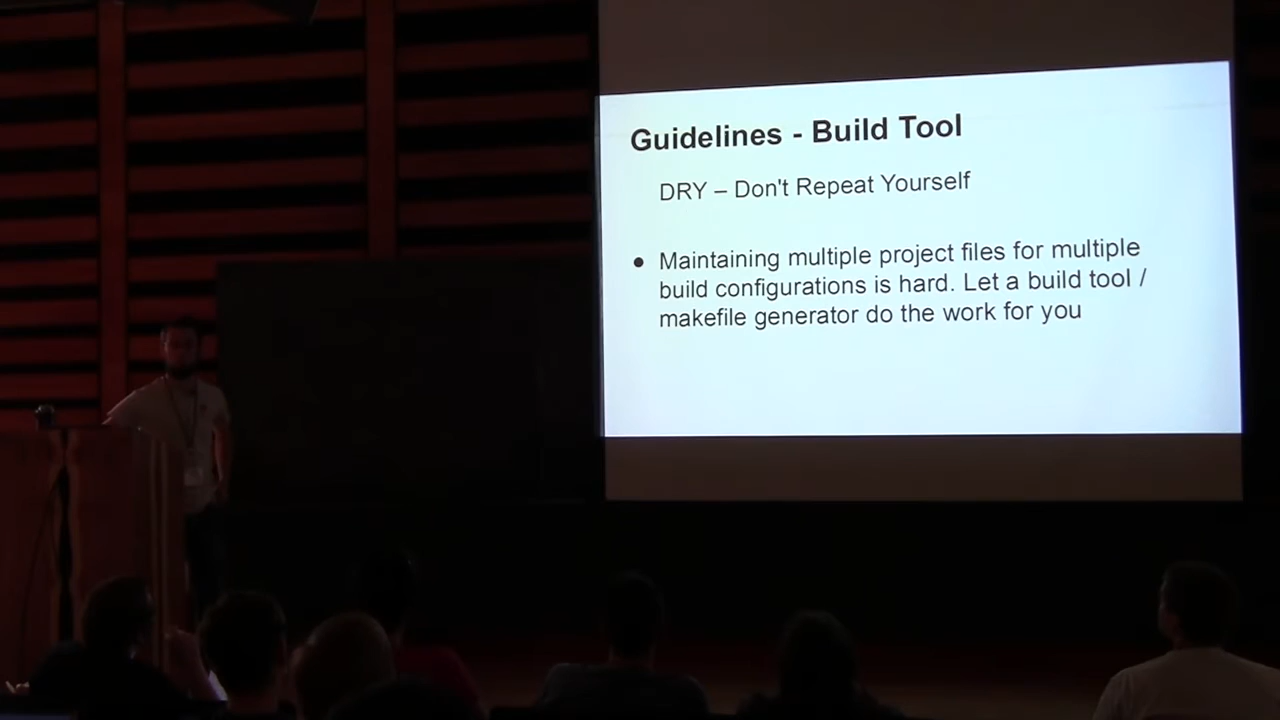 Guidelines - Build Tool
DRY – Don't Repeat Yourself
● Maintaining multiple project files for multiple
build configurations is hard. Let a build tool /
makefile generator do the work for you